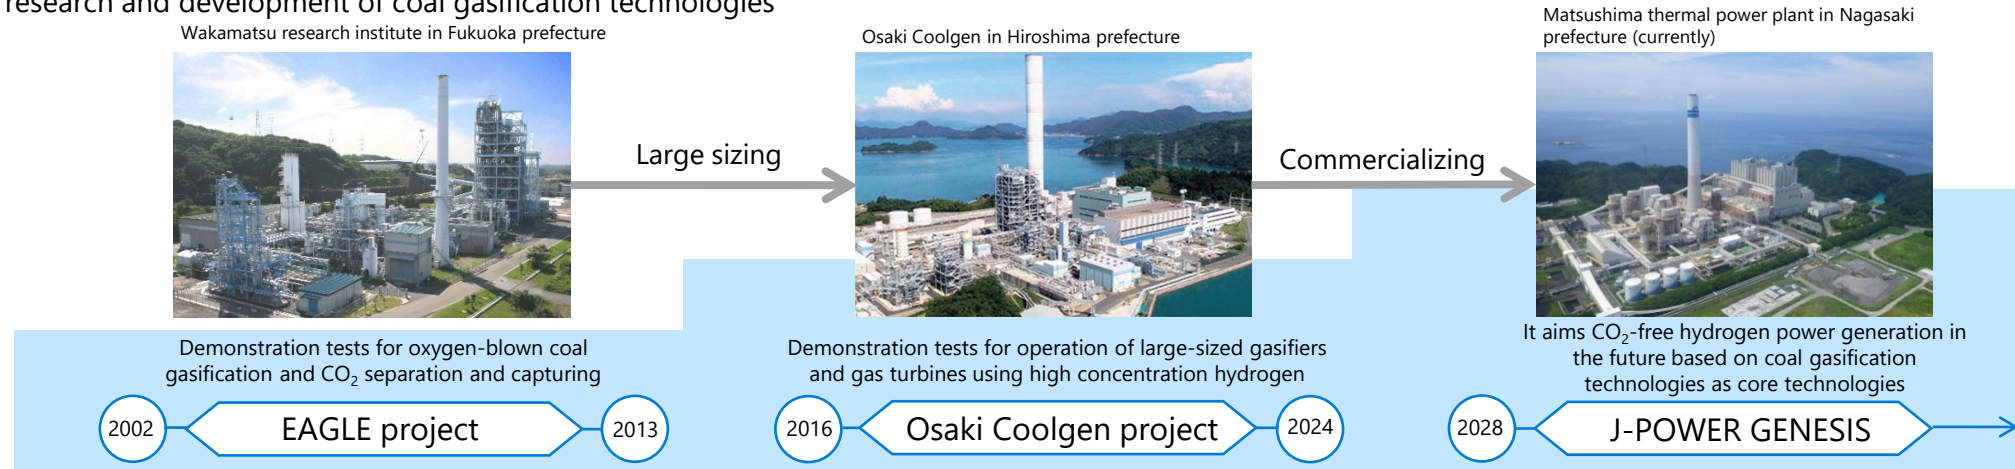 research and development of coal gasification technologies
Wakamatsu research institute in Fukuoka prefecture
Osaki Coolgen in Hiroshima prefecture
Matsushima thermal power plant in Nagasaki
prefecture (currently)
Large sizing
Commercializing
Demonstration tests for oxygen-blown coal
gasification and CO₂ separation and capturing
Demonstration tests for operation of large-sized gasifiers
and gas turbines using high concentration hydrogen
It aims CO₂-free hydrogen power generation in
the future based on coal gasification
technologies as core technologies
2002
EAGLE project
2013
2016
Osaki Coolgen project
2024
2028
J-POWER GENESIS